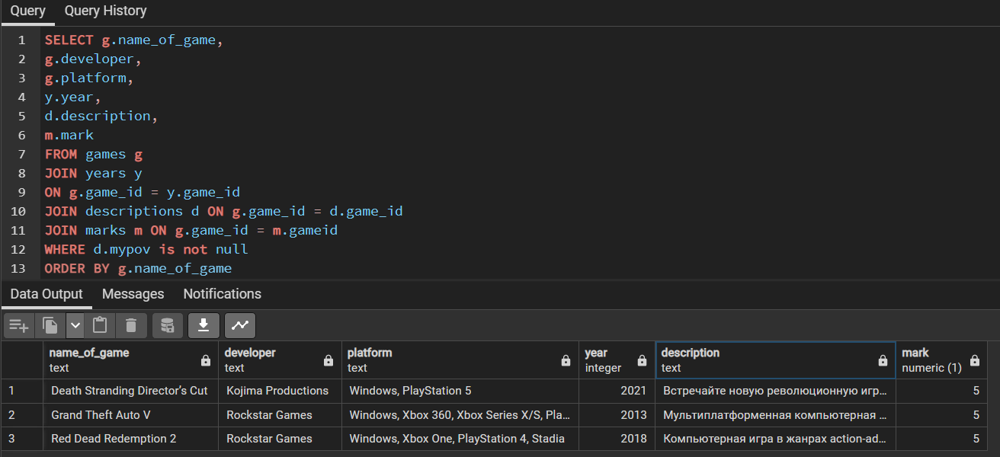 Query Query History
1 SELECT g.name_of_game,
2 g.developer,
3 g.platform,
4 y.year,
5 d.description,
6 m.mark
7 FROM games g
8 JOIN years y
9 ON g.game_id = y.game_id
10 JOIN descriptions d ON g.game_id = d.game_id
11 JOIN marks m ON g.game_id = m.gameid
12 WHERE d.mypov is not null
13 ORDER BY g.name_of_game
Data Output Messages Notifications
name_of_game developer platform year description mark
text text text integer text numeric (1)
1 Death Stranding Director’s Cut Kojima Productions Windows, PlayStation 5 2021 Встречайте новую революционную игр... 5
2 Grand Theft Auto V Rockstar Games Windows, Xbox 360, Xbox Series X/S, Pla... 2013 Мультиплатформенная компьютерная ... 5
3 Red Dead Redemption 2 Rockstar Games Windows, Xbox One, PlayStation 4, Stadia 2018 Компьютерная игра в жанрах action-ad... 5